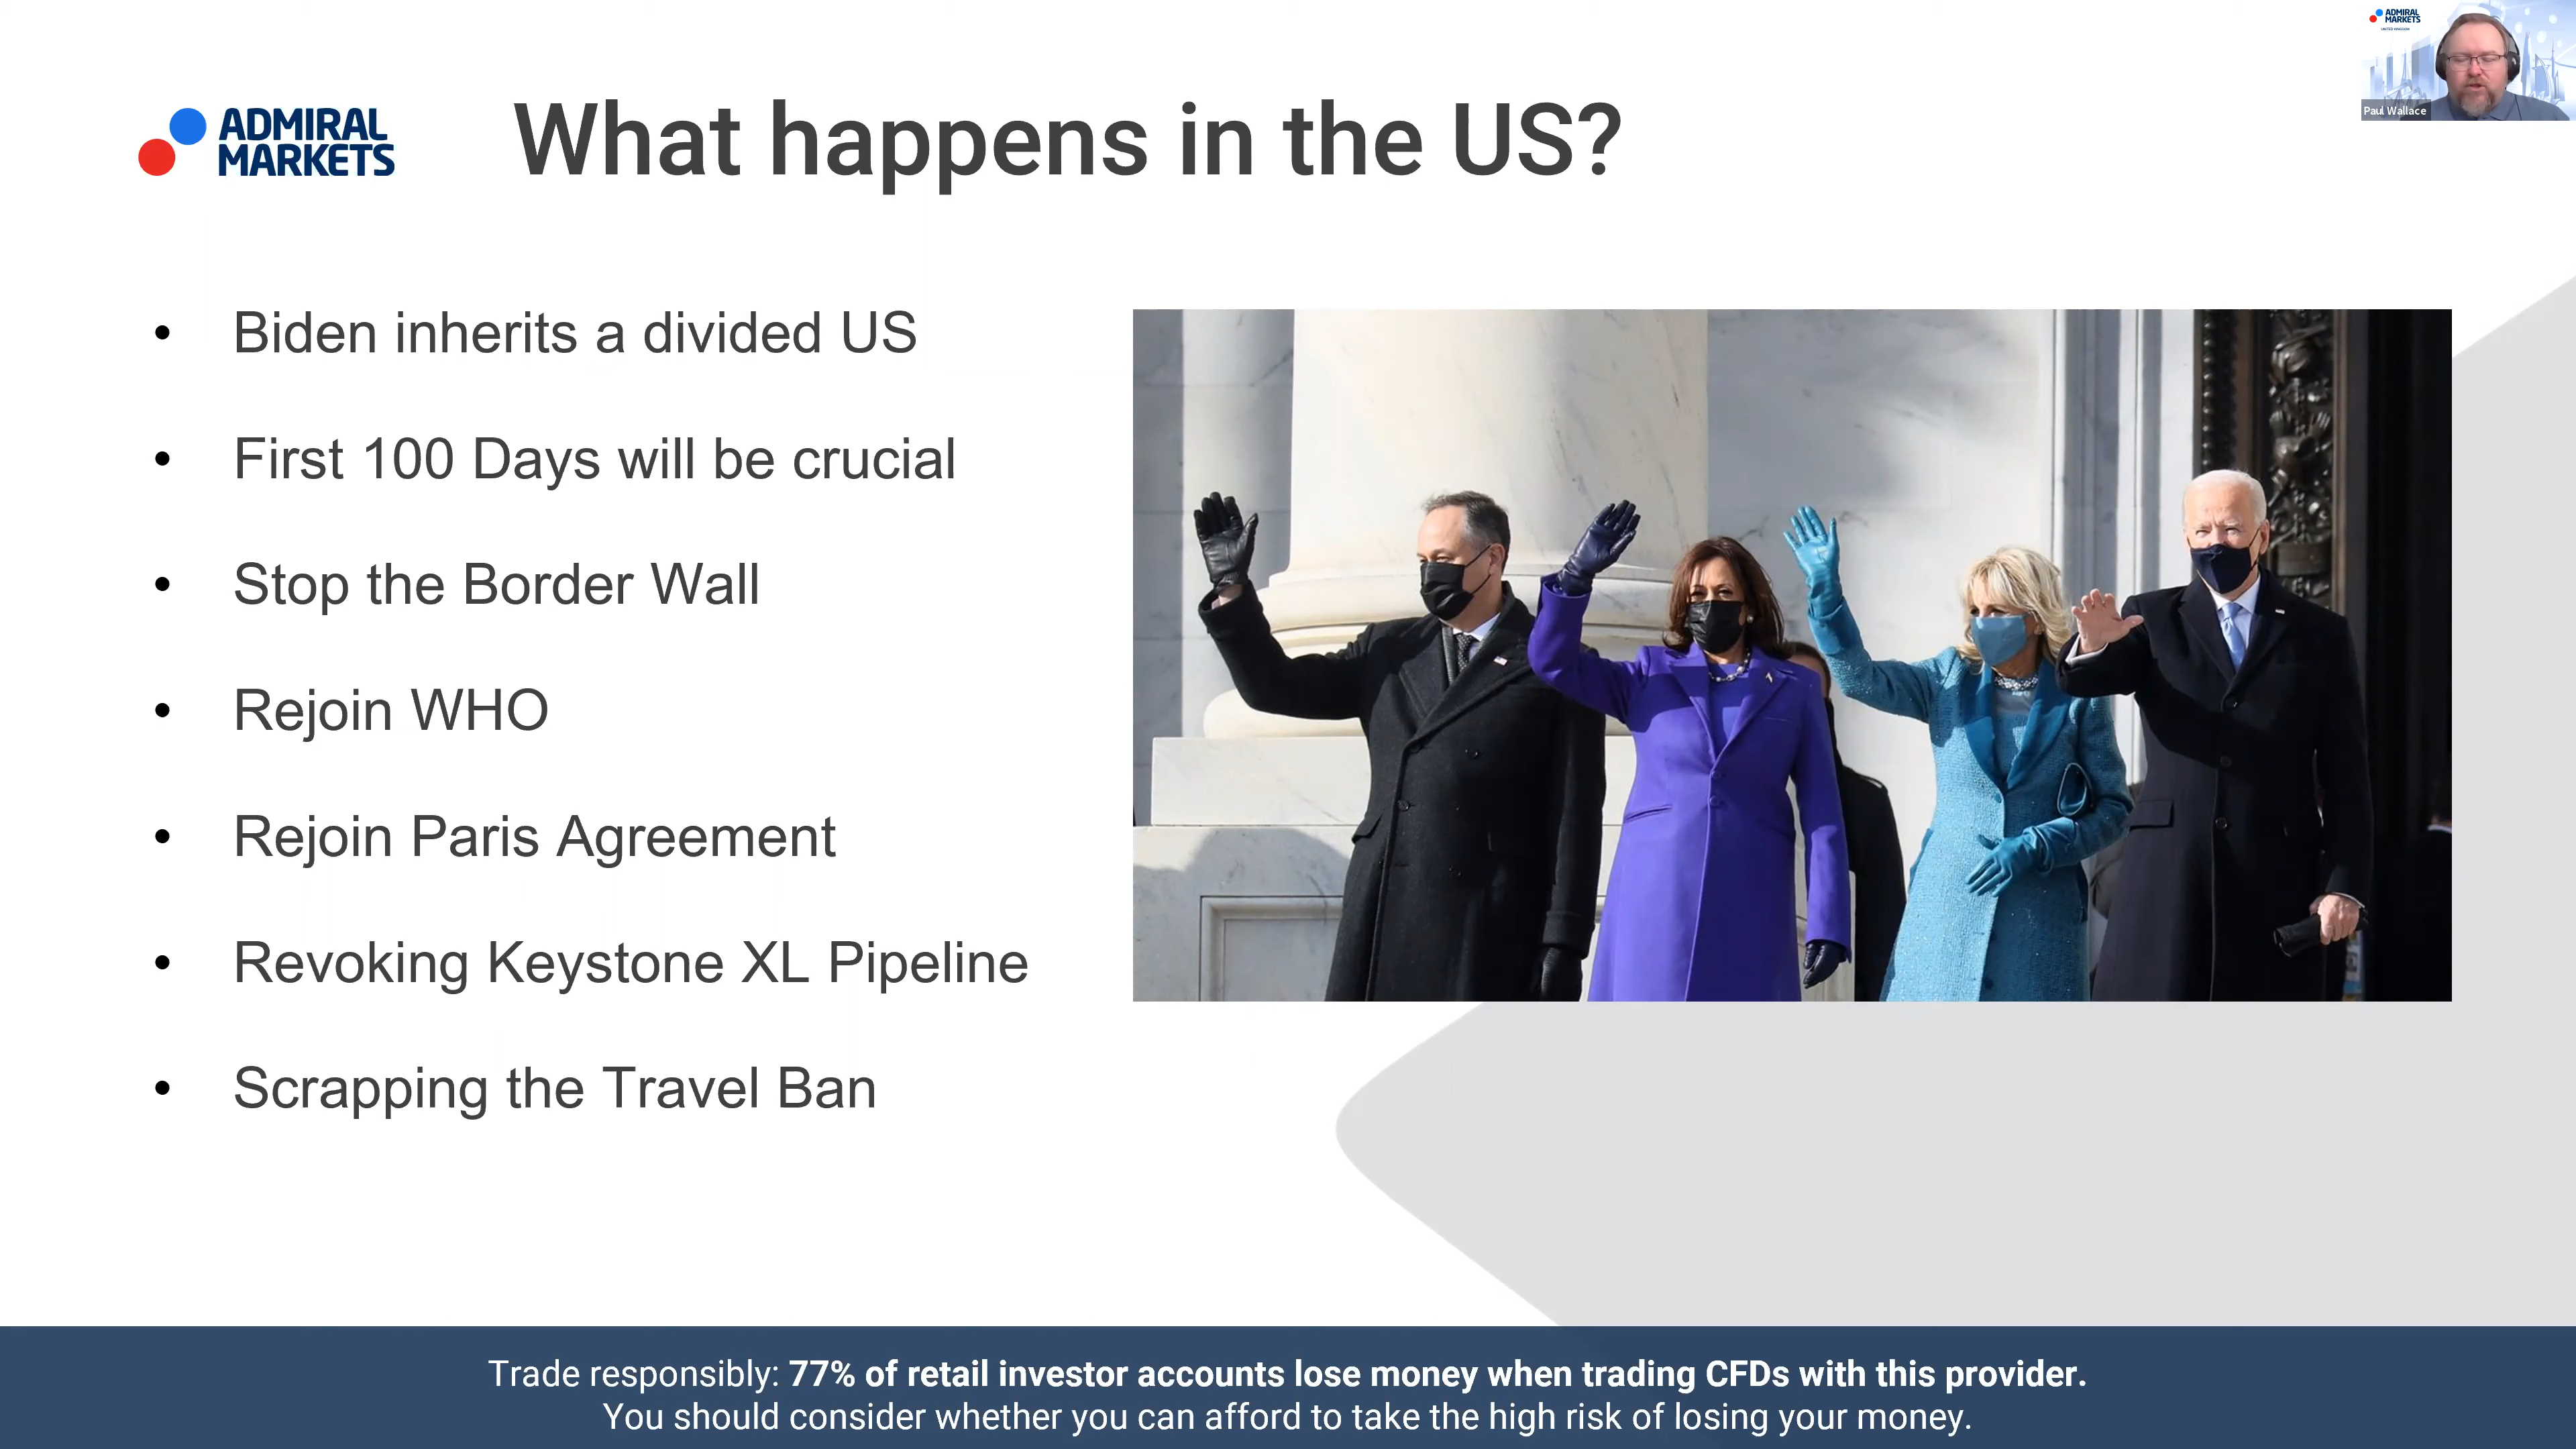 ADMIRAL
MARKETS
What happens in the US?
ADMIRAL
MARKETS
UNITED KINGDOM
Paul Wallace
• Biden inherits a divided US
• First 100 Days will be crucial
• Stop the Border Wall
• Rejoin WHO
• Rejoin Paris Agreement
• Revoking Keystone XL Pipeline
• Scrapping the Travel Ban
Trade responsibly: 77% of retail investor accounts lose money when trading CFDs with this provider.
You should consider whether you can afford to take the high risk of losing your money.